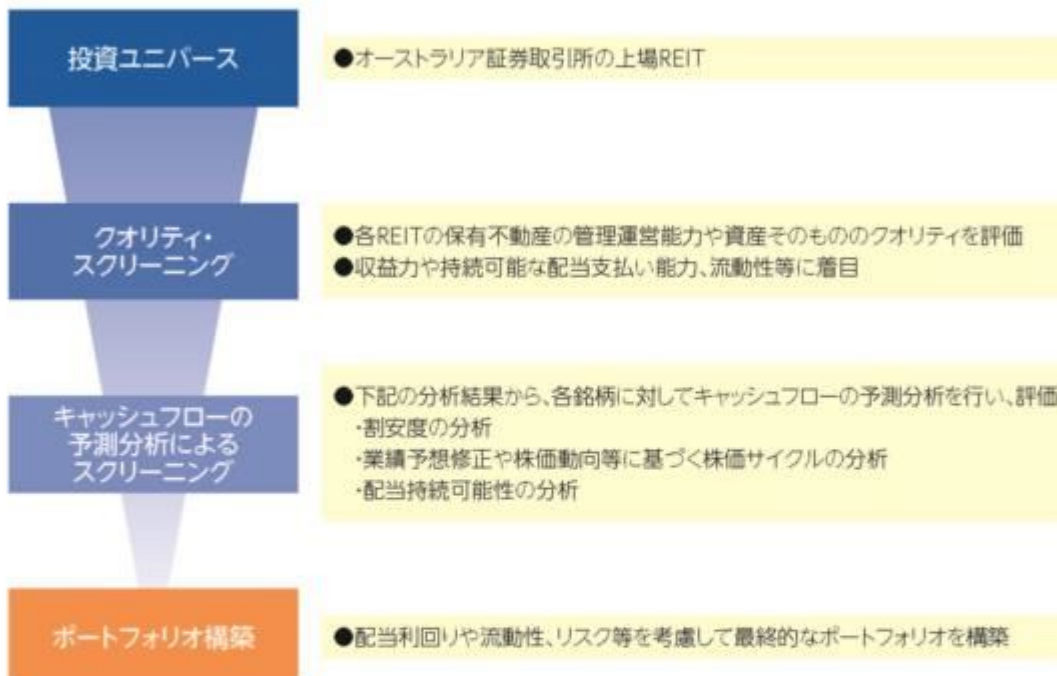 投資ユニバース
●オーストラリア証券取引所の上場REIT
クオリティ・
スクリーニング
●各REITの保有不動産の管理運営能力や資産そのもののクオリティを評価
●収益力や持続可能な配当支払い能力、流動性等に着目
キャッシュフローの
予測分析による
スクリーニング
●下記の分析結果から、各銘柄に対してキャッシュフローの予測分析を行い、評価
・割安度の分析
・業績予想修正や株価動向等に基づく株価サイクルの分析
・配当持続可能性の分析
ポートフォリオ構築
●配当利回りや流動性、リスク等を考慮して最終的なポートフォリオを構築